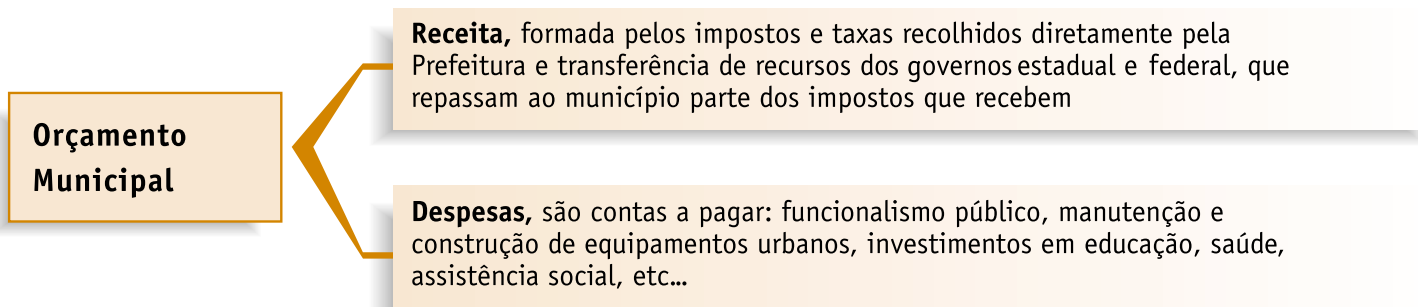 Orçamento
Municipal
Receita, formada pelos impostos e taxas recolhidos diretamente pela
Prefeitura e transferência de recursos dos governos estadual e federal, que
repassam ao município parte dos impostos que recebem
Despesas, são contas a pagar: funcionalismo público, manutenção e
construção de equipamentos urbanos, investimentos em educação, saúde,
assistência social, etc...